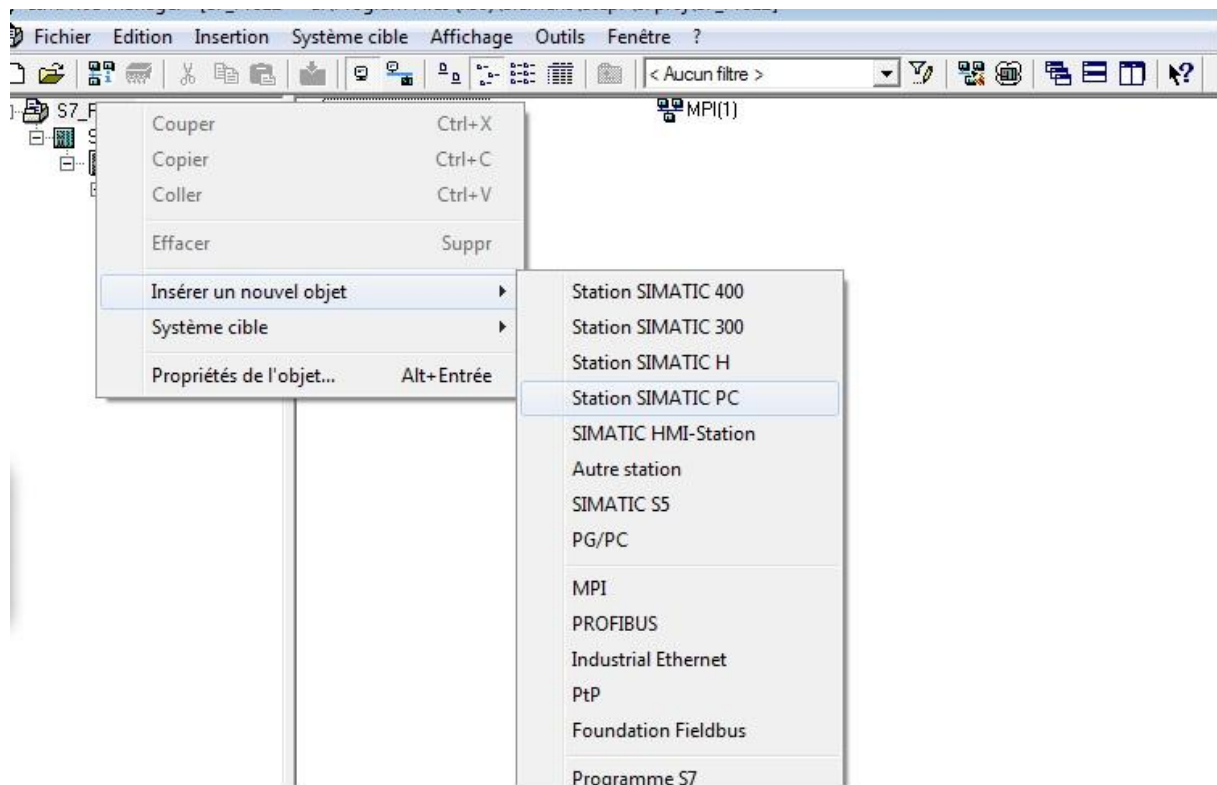 Fichier Edition Insertion Système cible Affichage Outils Fenêtre ?
< Aucun filtre >
MPI(1)
Couper Ctrl+X
Copier Ctrl+C
Coller Ctrl+V
Effacer Suppr
Insérer un nouvel objet
Système cible
Propriétés de l'objet... Alt+Entrée
Station SIMATIC 400
Station SIMATIC 300
Station SIMATIC H
Station SIMATIC PC
SIMATIC HMI-Station
Autre station
SIMATIC S5
PG/PC
MPI
PROFIBUS
Industrial Ethernet
PtP
Foundation Fieldbus
Programme S7